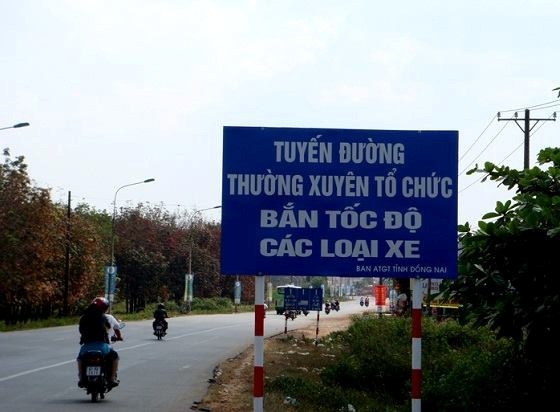 TUYẾN ĐƯỜNG
THƯỜNG XUYÊN TỔ CHỨC
BẮN TỐC ĐỘ
CÁC LOẠI XE
BAN ATGT TỈNH ĐỒNG NAI